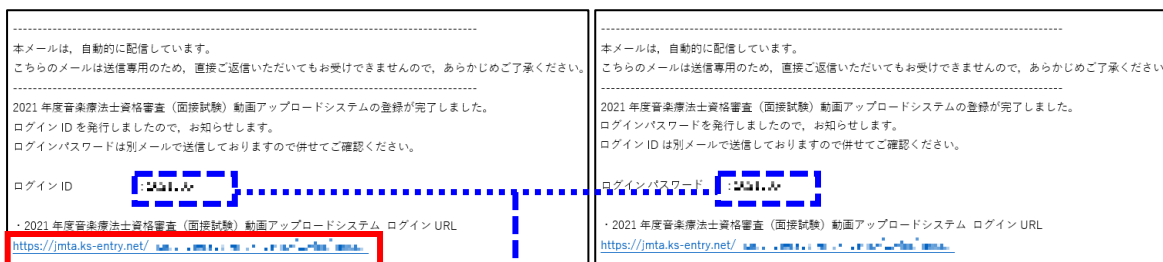 本メールは，自動的に配信しています。
こちらのメールは送信専用のため，直接ご返信いただいてもお受けできませんので，あらかじめご了承ください。
2021 年度音楽療法士資格審査（面接試験）動画アップロードシステムの登録が完了しました。
ログイン ID を発行しましたので，お知らせします。
ログインパスワードは別メールで送信しておりますので併せてご確認ください。
ログイン ID :
・2021 年度音楽療法士資格審査（面接試験）動画アップロードシステム ログイン URL
https://jmta.ks-entry.net/
本メールは，自動的に配信しています。
こちらのメールは送信専用のため，直接ご返信いただいてもお受けできませんので，あらかじめご了承ください
2021 年度音楽療法士資格審査（面接試験）動画アップロードシステムの登録が完了しました。
ログインパスワードを発行しましたので，お知らせします。
ログイン ID は別メールで送信しておりますので併せてご確認ください。
ログインパスワード :
・2021 年度音楽療法士資格審査（面接試験）動画アップロードシステム ログイン URL
https://jmta.ks-entry.net/